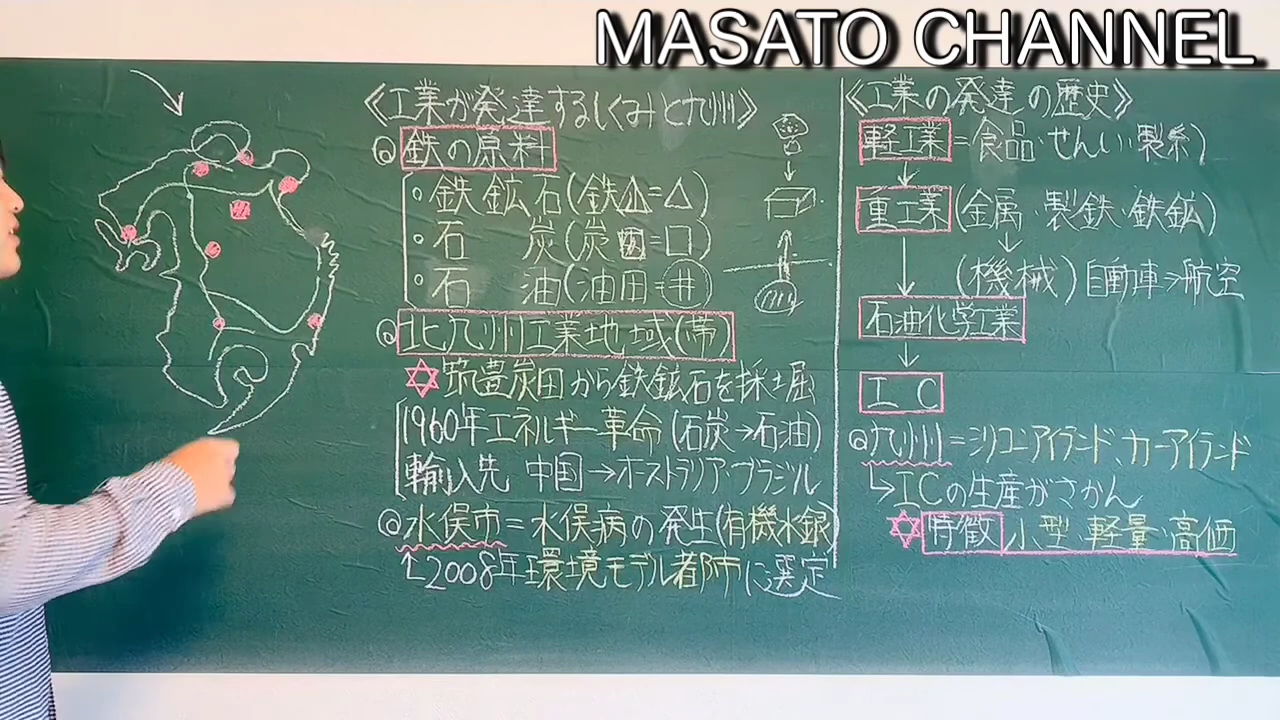 MASATO CHANNEL
《工業が発達するしくみと九州》
◎鉄の原料
・鉄鉱石(鉄山=△)
・石炭(炭田=□)
・石油(油田=井)
◎北九州工業地域(帯)
✡筑豊炭田から鉄鉱石を採掘
1960年エネルギー革命(石炭→石油)
輸入先 中国→オーストラリア・ブラジル
◎水俣市=水俣病の発生(有機水銀)
↳2008年環境モデル都市に選定
《工業の発達の歴史》
軽工業=食品・せんい・製糸)
↓
重工業(金属・製鉄・鉄鉱)
↓
(機械)自動車⇒航空
石油化学工業
↓
IC
◎九州=シリコンアイランド、カーアイランド
↳ICの生産がさかん
✡特徴 小型 軽量 高価